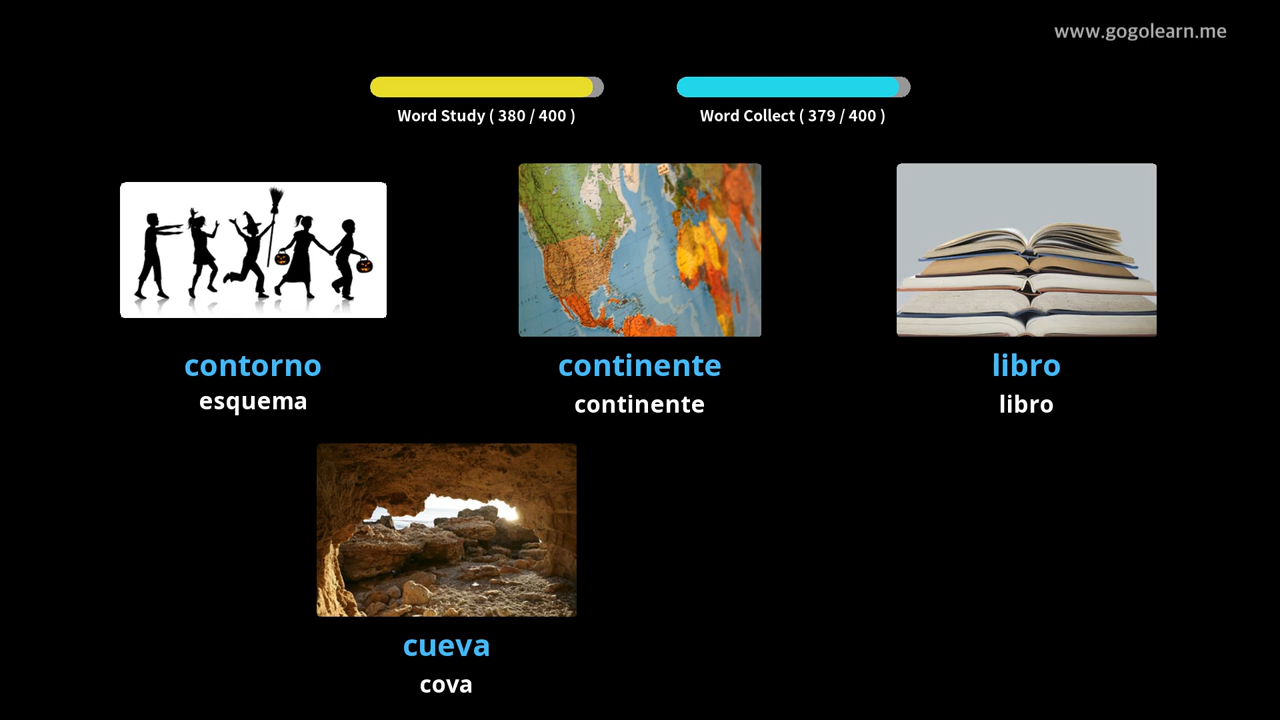 www.gogolearn.me
Word Study ( 380 / 400 )
Word Collect ( 379 / 400 )
contorno
esquema
continente
continente
libro
libro
cueva
cova